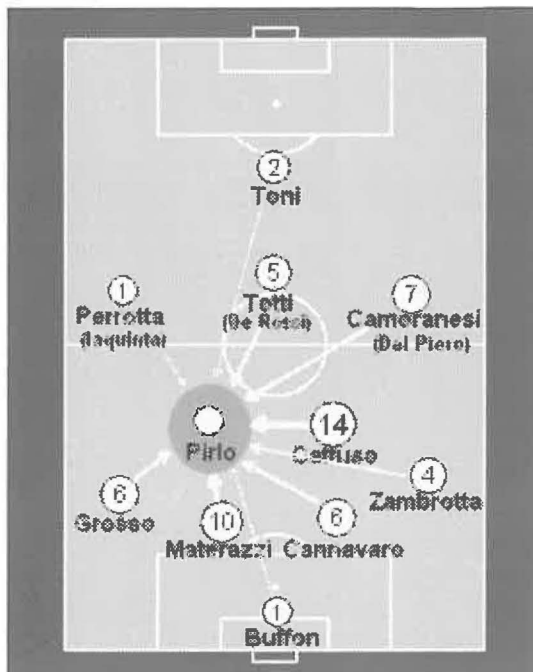 2
Toni
1
Perrotta
(Iaquinta)
5
Totti
(De Rossi)
7
Camoranesi
(Del Piero)
Pirlo
14
Gattuso
6
Grosso
10
Materazzi
6
Cannavaro
4
Zambrotta
1
Buffon